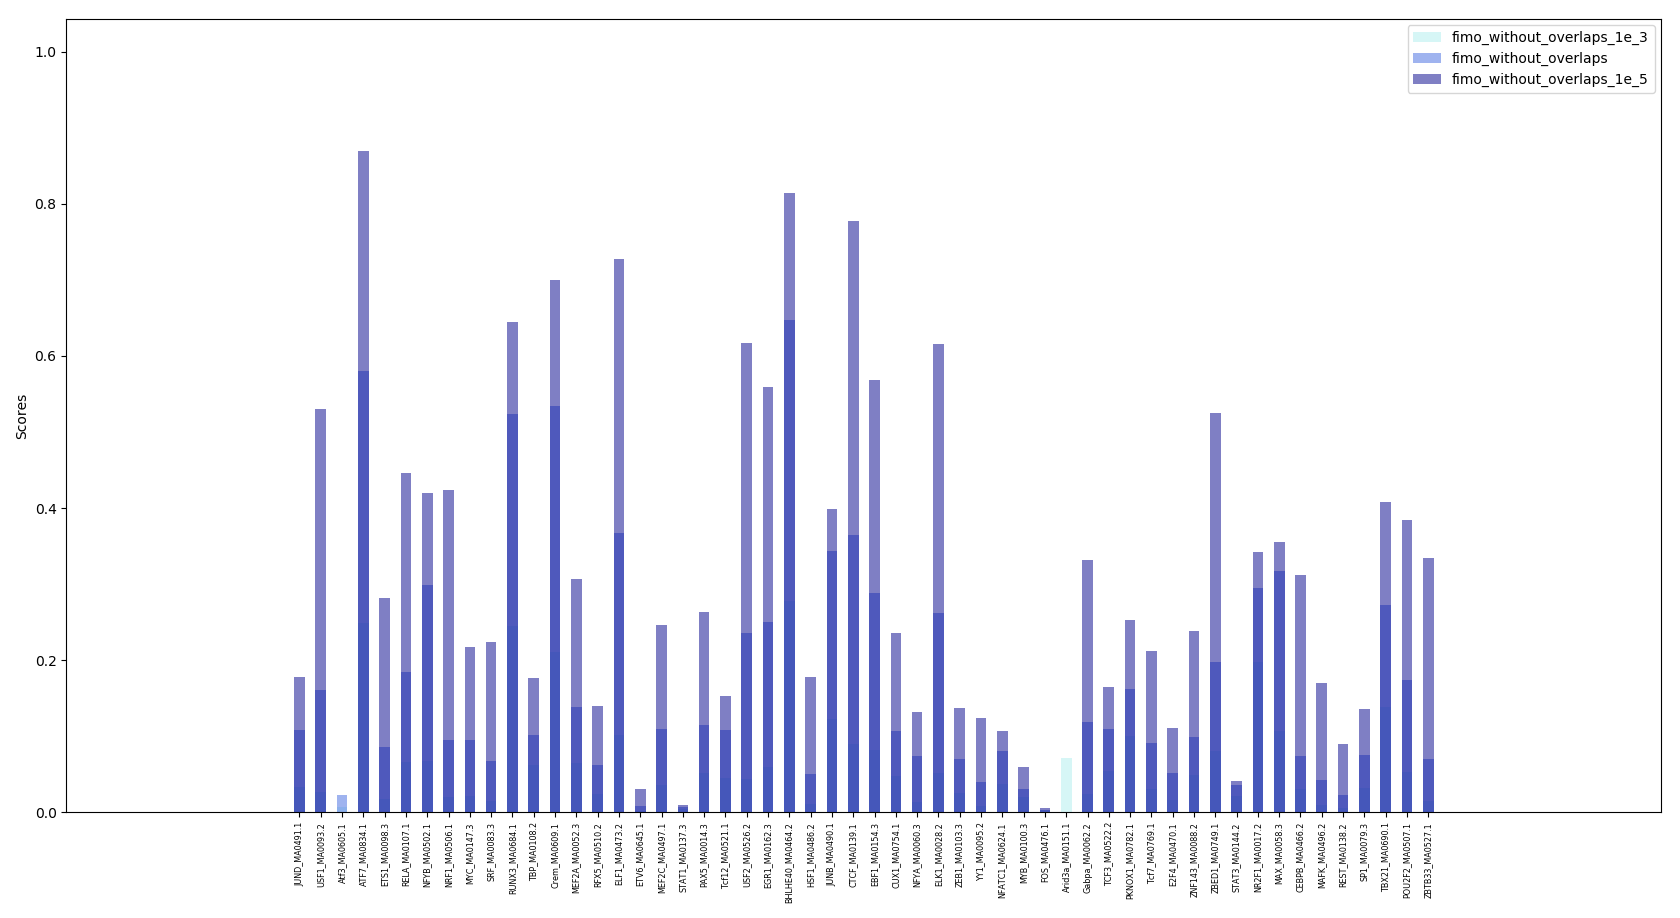 fimo_without_overlaps_1e_3
fimo_without_overlaps
fimo_without_overlaps_1e_5
Scores
1.0
0.8
0.6
0.4
0.2
0.0
JUND_MA0491.1
USF1_MA0093.2
Atf3_MA0605.1
ATF7_MA0834.1
ETS1_MA0098.3
RELA_MA0107.1
NFYB_MA0502.1
NRF1_MA0506.1
MYC_MA0147.3
SRF_MA0083.3
RUNX3_MA0684.1
TBP_MA0108.2
Crem_MA0609.1
MEF2A_MA0052.3
RFX5_MA0510.2
ELF1_MA0473.2
ETV6_MA0645.1
MEF2C_MA0497.1
STAT1_MA0137.3
PAX5_MA0014.3
Tcf12_MA0521.1
USF2_MA0526.2
EGR1_MA0162.3
BHLHE40_MA0464.2
HSF1_MA0486.2
JUNB_MA0490.1
CTCF_MA0139.1
EBF1_MA0154.3
CUX1_MA0754.1
NFYA_MA0060.3
ELK1_MA0028.2
ZEB1_MA0103.3
YY1_MA0095.2
NFATC1_MA0624.1
MYB_MA0100.3
FOS_MA0476.1
Arid3a_MA0151.1
Gabpa_MA0062.2
TCF3_MA0522.2
PKNOX1_MA0782.1
Tcf7_MA0769.1
E2F4_MA0470.1
ZNF143_MA0088.2
ZBED1_MA0749.1
STAT3_MA0144.2
NR2F1_MA0017.2
MAX_MA0058.3
CEBPB_MA0466.2
MAFK_MA0496.2
REST_MA0138.2
SP1_MA0079.3
TBX21_MA0690.1
POU2F2_MA0507.1
ZBTB33_MA0527.1